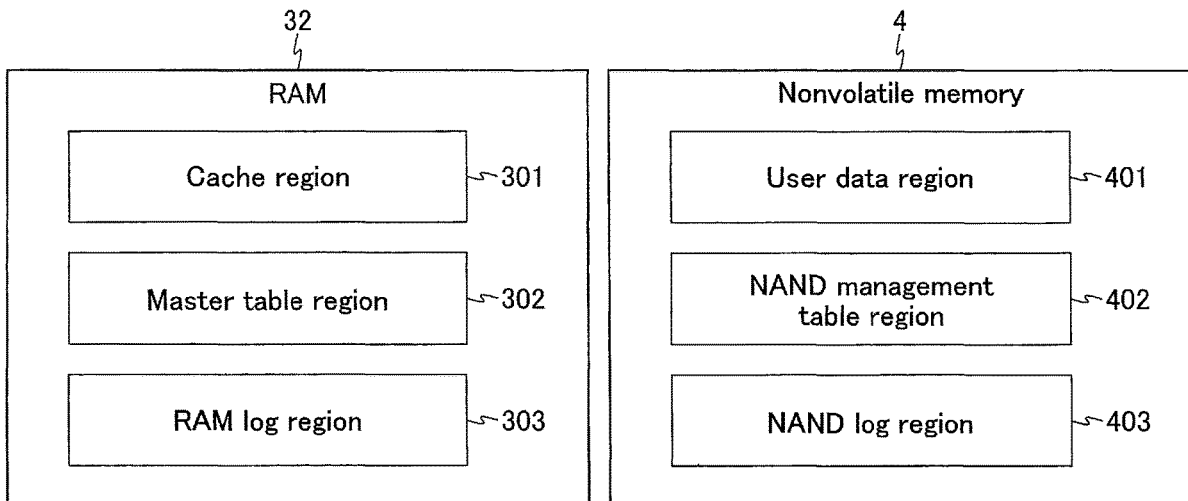 32
4
RAM
Nonvolatile memory
Cache region
301
User data region
401
Master table region
302
NAND management
table region
402
RAM log region
303
NAND log region
403